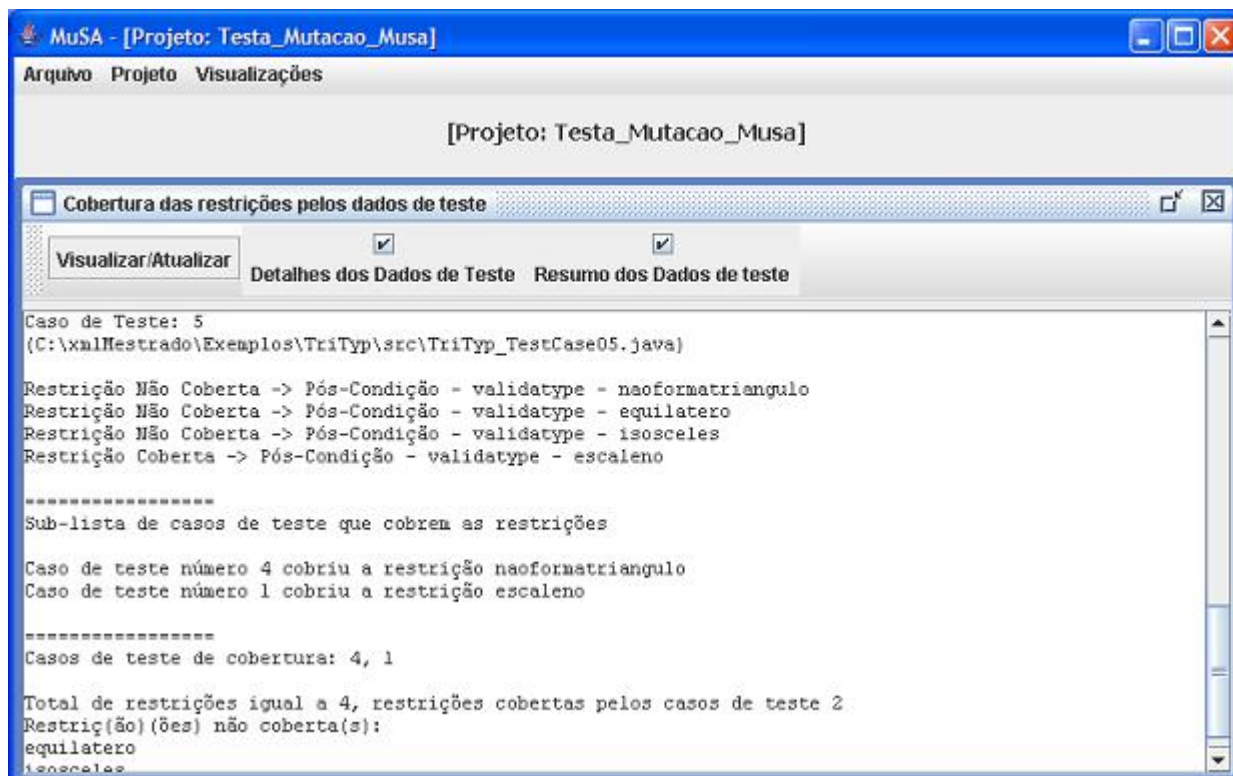 MuSA - [Projeto: Testa_Mutacao_Musa]
Arquivo Projeto Visualizações
[Projeto: Testa_Mutacao_Musa]
Cobertura das restrições pelos dados de teste
Visualizar/Atualizar Detalhes dos Dados de Teste Resumo dos Dados de teste
Caso de Teste: 5
(C:\xmlMestrado\Exemplos\TriTyp\src\TriTyp_TestCase05.java)
Restrição Não Coberta -> Pós-Condição - validatype - naoformatriangulo
Restrição Não Coberta -> Pós-Condição - validatype - equilatero
Restrição Não Coberta -> Pós-Condição - validatype - isosceles
Restrição Coberta -> Pós-Condição - validatype - escaleno
=================
Sub-lista de casos de teste que cobrem as restrições
Caso de teste número 4 cobriu a restrição naoformatriangulo
Caso de teste número 1 cobriu a restrição escaleno
=================
Casos de teste de cobertura: 4, 1
Total de restrições igual a 4, restrições cobertas pelos casos de teste 2
Restriç(ão)(ões) não coberta(s):
equilatero
isosceles